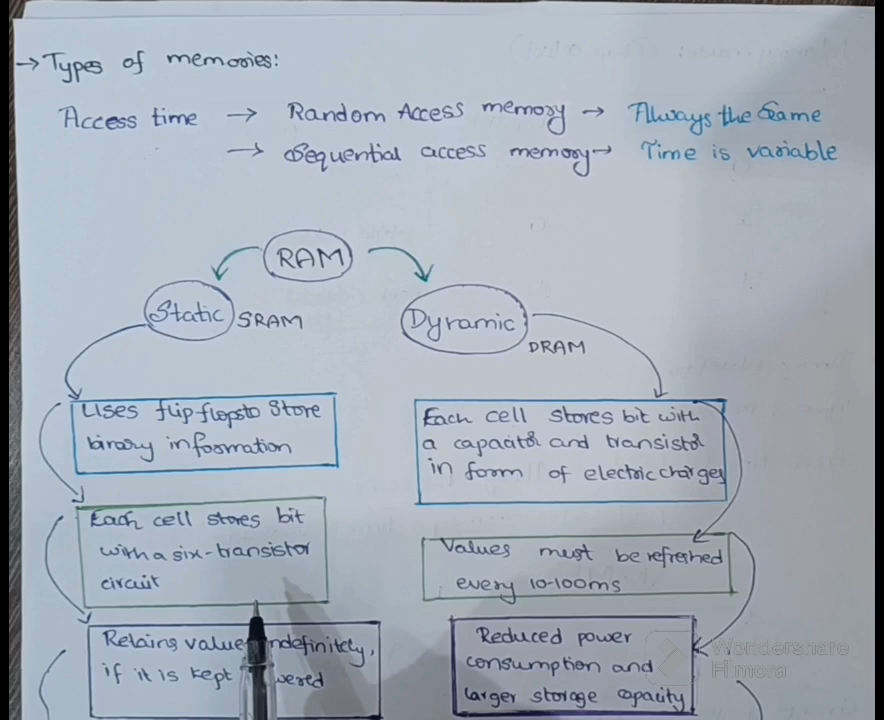 → Types of memories:
Access time → Random Access memory → Always the Same
→ Sequential access memory → Time is variable
RAM
Static SRAM
Dynamic DRAM
Uses flip flops to Store
binary information
Each cell stores bit
with a six-transistor
circuit
Retains value indefinitely,
if it is kept
Each cell stores bit with
a capacitor and transistor
in form of electric charges
Values must be refreshed
every 10-100ms
Reduced power
consumption and
larger storage capacity
Wondershare
Filmora